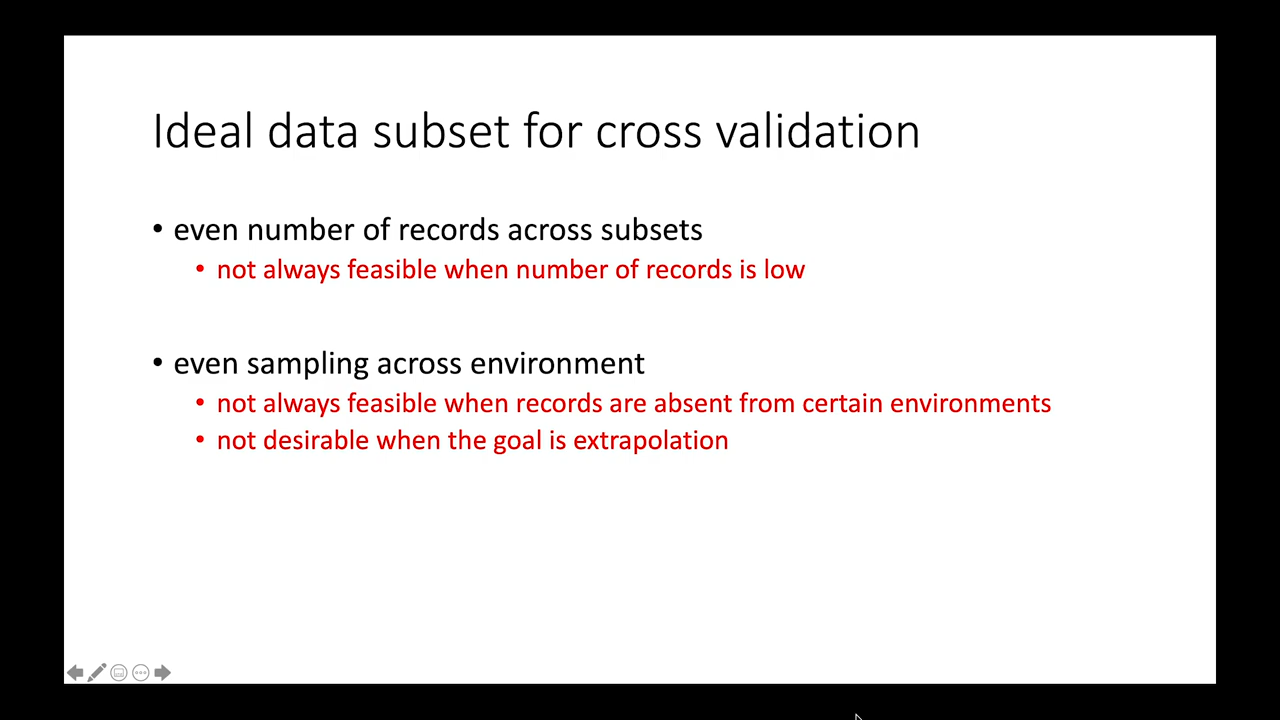 Ideal data subset for cross validation
• even number of records across subsets
• not always feasible when number of records is low
• even sampling across environment
• not always feasible when records are absent from certain environments
• not desirable when the goal is extrapolation